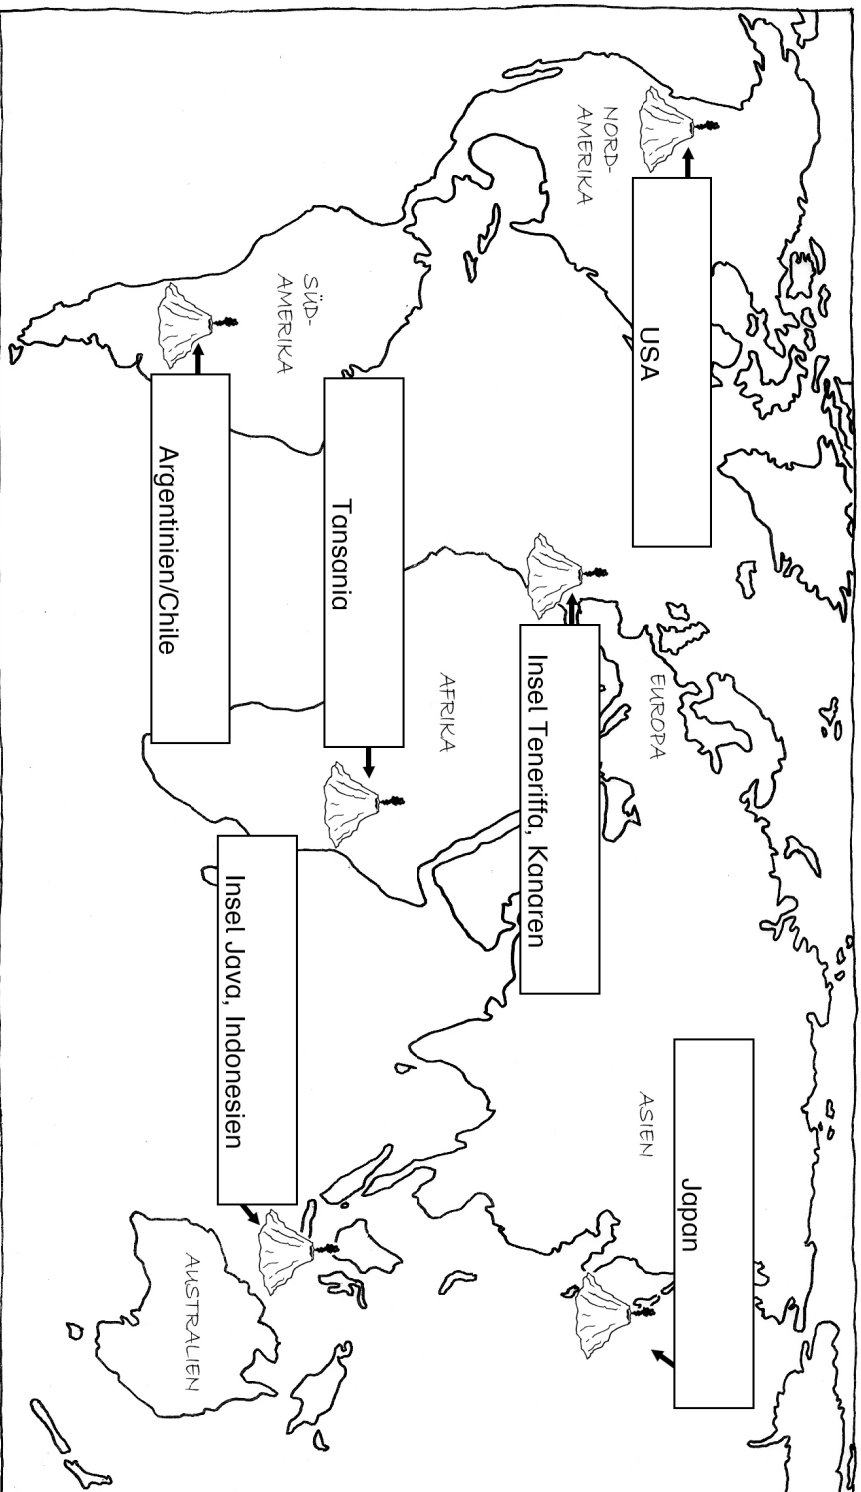 NORD-
AMERIKA
USA
SÜD-
AMERIKA
Argentinien/Chile
Tansania
AFRIKA
EUROPA
Insel Teneriffa, Kanaren
Insel Java, Indonesien
ASIEN
Japan
AUSTRALIEN